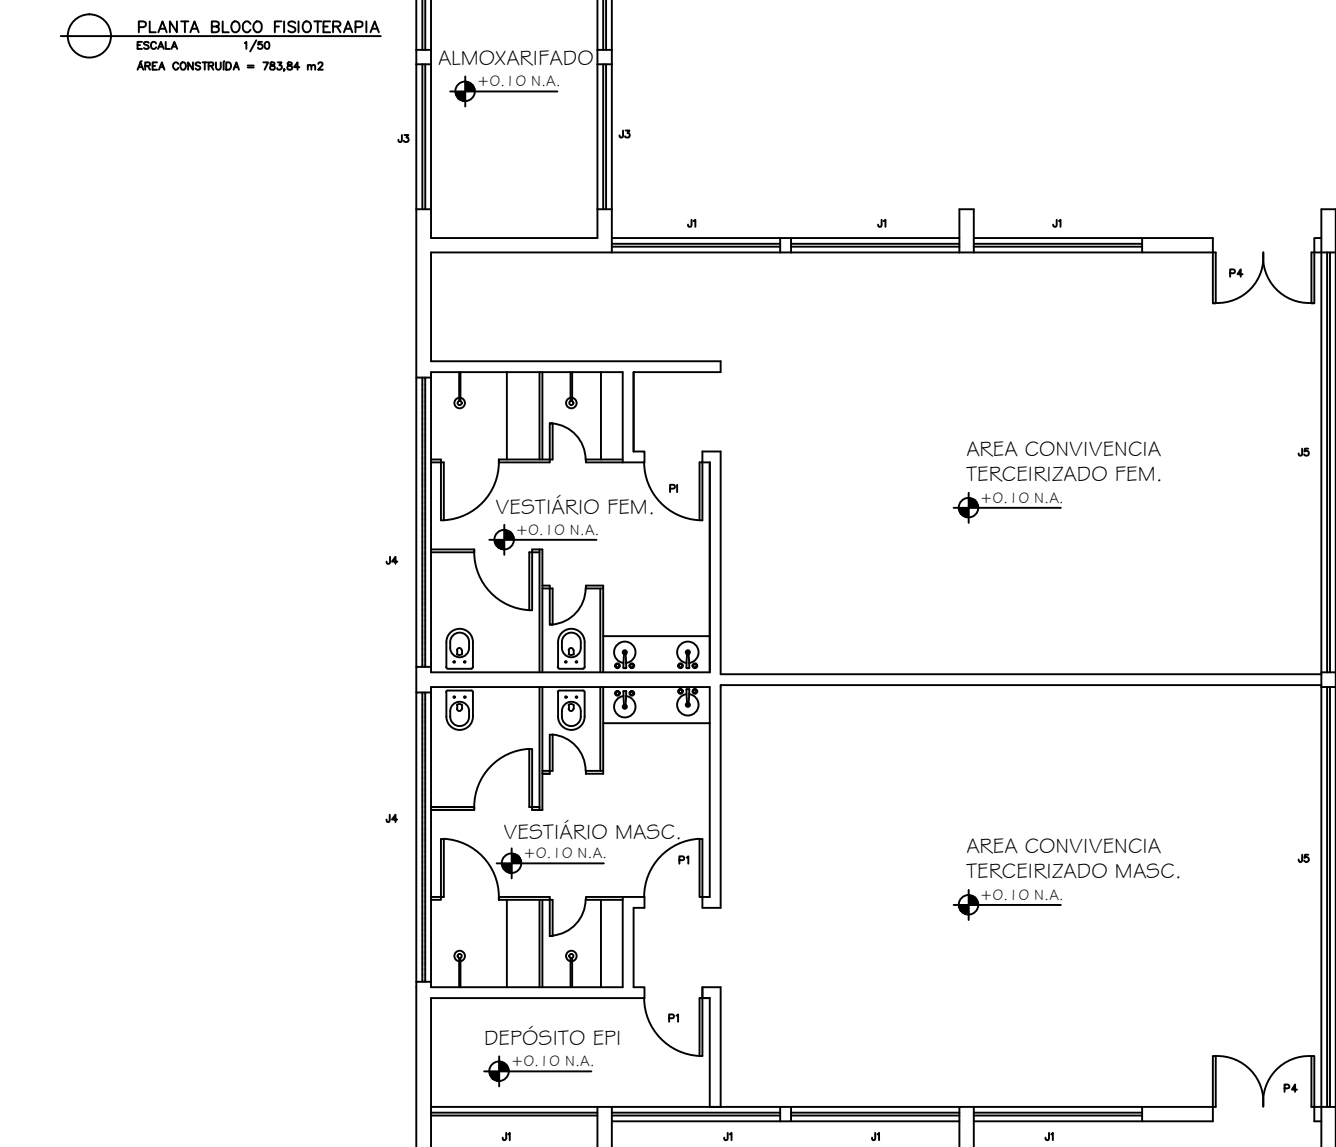 PLANTA BLOCO FISIOTERAPIA
ESCALA 1/50
ÁREA CONSTRUÍDA = 783,84 m2
ALMOXARIFADO
+0.10 N.A.
J3
J3
J1
J1
J1
P4
AREA CONVIVENCIA
TERCEIRIZADO FEM.
+0.10 N.A.
J5
P1
VESTIÁRIO FEM.
+0.10 N.A.
J4
J4
VESTIÁRIO MASC.
+0.10 N.A.
P1
AREA CONVIVENCIA
TERCEIRIZADO MASC.
+0.10 N.A.
J5
P1
DEPÓSITO EPI
+0.10 N.A.
P4
J1
J1
J1
J1